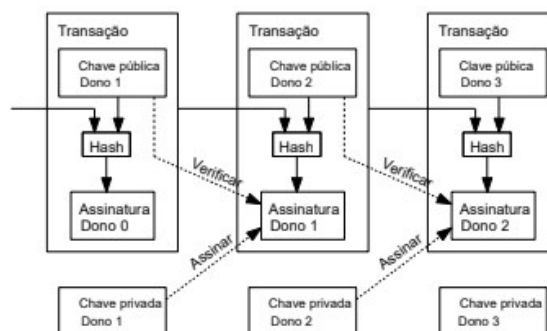 Transação
Chave pública
Dono 1
Hash
Assinatura
Dono 0
Transação
Chave pública
Dono 2
Hash
Assinatura
Dono 1
Transação
Clave púbica
Dono 3
Hash
Assinatura
Dono 2
Verificar
Verificar
Assinar
Assinar
Chave privada
Dono 1
Chave privada
Dono 2
Chave privada
Dono 3